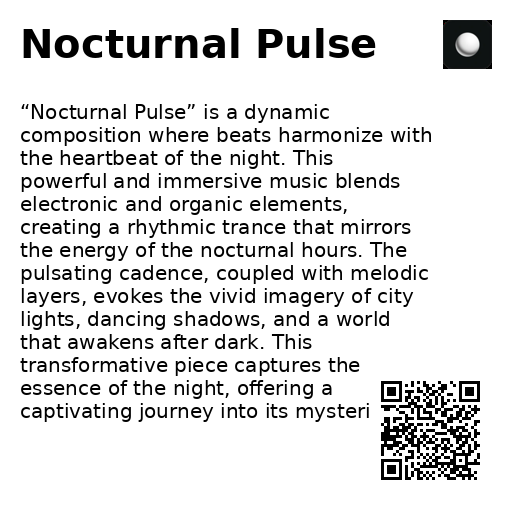 Nocturnal Pulse
“Nocturnal Pulse” is a dynamic
composition where beats harmonize with
the heartbeat of the night. This
powerful and immersive music blends
electronic and organic elements,
creating a rhythmic trance that mirrors
the energy of the nocturnal hours. The
pulsating cadence, coupled with melodic
layers, evokes the vivid imagery of city
lights, dancing shadows, and a world
that awakens after dark. This
transformative piece captures the
essence of the night, offering a
captivating journey into its mysteri